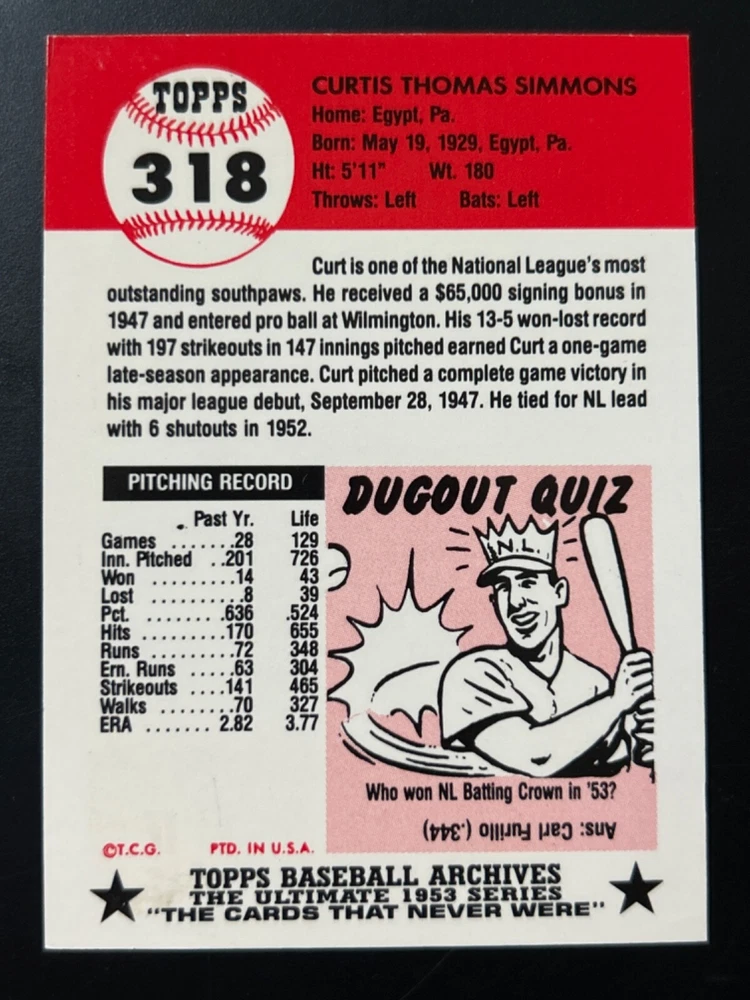 TOPPS
318
CURTIS THOMAS SIMMONS
Home: Egypt, Pa.
Born: May 19, 1929, Egypt, Pa.
Ht: 5'11" Wt. 180
Throws: Left Bats: Left
Curt is one of the National League's most
outstanding southpaws. He received a $65,000 signing bonus in
1947 and entered pro ball at Wilmington. His 13-5 won-lost record
with 197 strikeouts in 147 innings pitched earned Curt a one-game
late-season appearance. Curt pitched a complete game victory in
his major league debut, September 28, 1947. He tied for NL lead
with 6 shutouts in 1952.
PITCHING RECORD
Past Yr. Life
Games .......28 129
Inn. Pitched ..201 726
Won .........14 43
Lost ..........8 39
Pct. ........636 .524
Hits .........170 655
Runs .........72 348
Ern. Runs .....63 304
Strikeouts ....141 465
Walks ........70 327
ERA ....... 2.82 3.77
DUGOUT QUIZ
NL
Who won NL Batting Crown in '53?
Ans: Carl Furillo (.344)
©T.C.G. PTD. IN U.S.A.
TOPPS BASEBALL ARCHIVES
THE ULTIMATE 1953 SERIES
"THE CARDS THAT NEVER WERE"